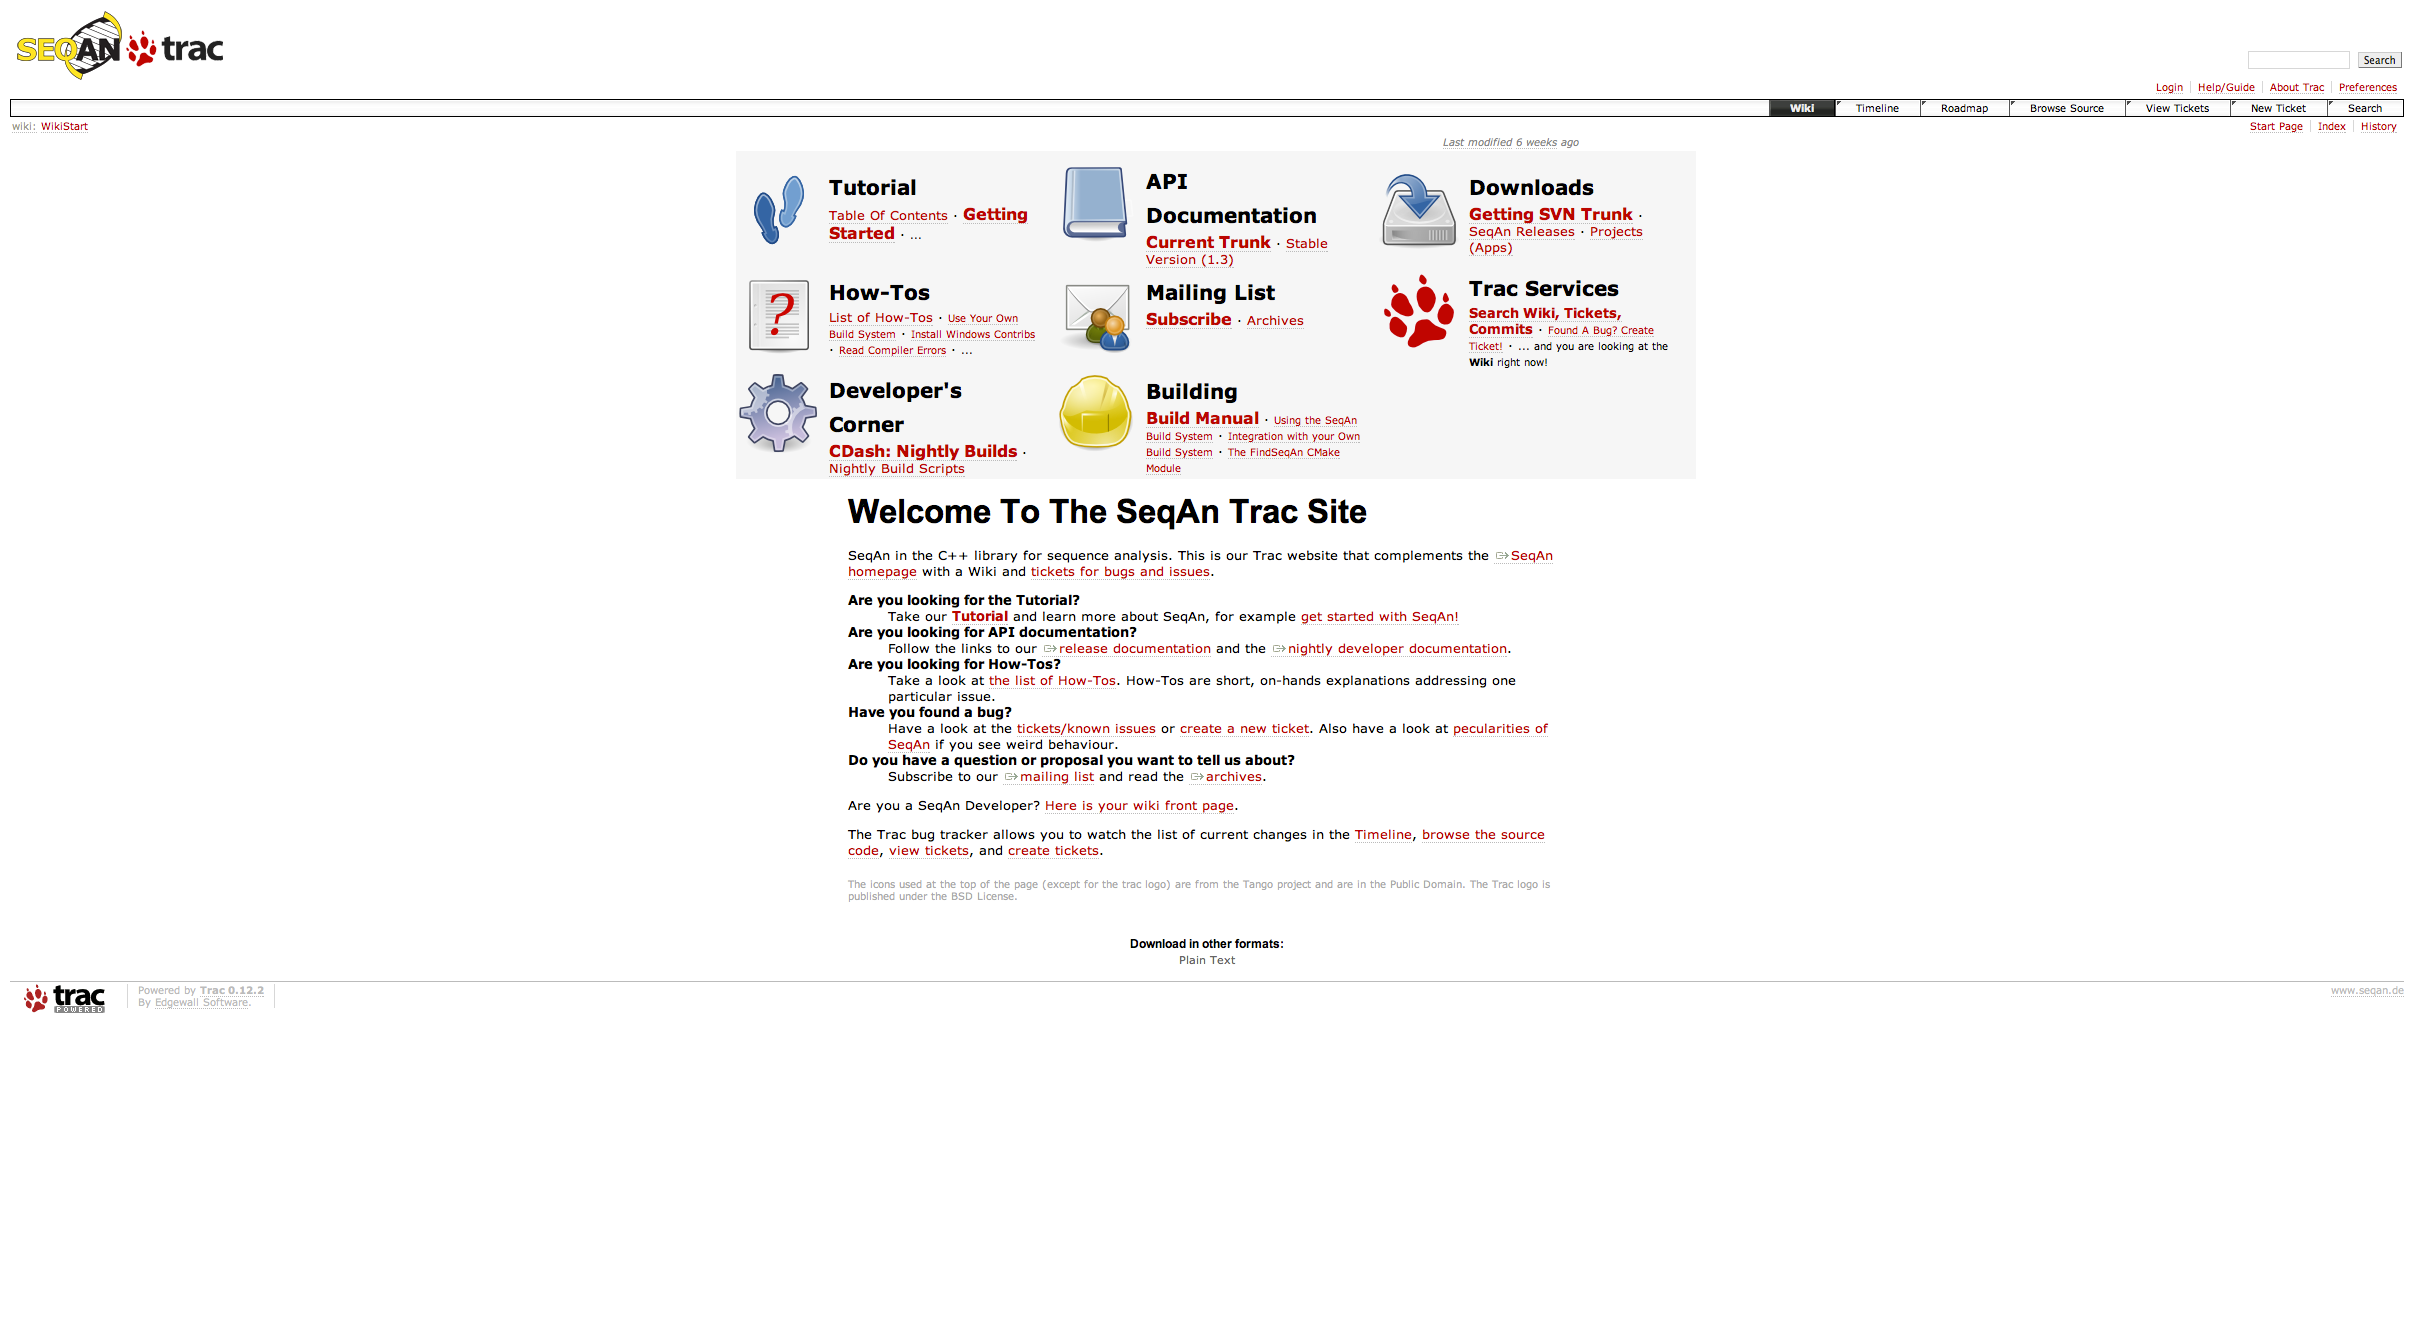 SEQAN trac
Search
Login Help/Guide About Trac Preferences
Wiki Timeline Roadmap Browse Source View Tickets New Ticket Search
wiki: WikiStart
Start Page Index History
Last modified 6 weeks ago
Tutorial
Table Of Contents · Getting
Started · ...
API
Documentation
Current Trunk · Stable
Version (1.3)
Downloads
Getting SVN Trunk ·
SeqAn Releases · Projects
(Apps)
How-Tos
List of How-Tos · Use Your Own
Build System · Install Windows Contribs
· Read Compiler Errors · ...
Mailing List
Subscribe · Archives
Trac Services
Search Wiki, Tickets,
Commits · Found A Bug? Create
Ticket! · ... and you are looking at the
Wiki right now!
Developer's
Corner
CDash: Nightly Builds ·
Nightly Build Scripts
Building
Build Manual · Using the SeqAn
Build System · Integration with your Own
Build System · The FindSeqAn CMake
Module
Welcome To The SeqAn Trac Site
SeqAn in the C++ library for sequence analysis. This is our Trac website that complements the SeqAn
homepage with a Wiki and tickets for bugs and issues.
Are you looking for the Tutorial?
Take our Tutorial and learn more about SeqAn, for example get started with SeqAn!
Are you looking for API documentation?
Follow the links to our release documentation and the nightly developer documentation.
Are you looking for How-Tos?
Take a look at the list of How-Tos. How-Tos are short, on-hands explanations addressing one
particular issue.
Have you found a bug?
Have a look at the tickets/known issues or create a new ticket. Also have a look at pecularities of
SeqAn if you see weird behaviour.
Do you have a question or proposal you want to tell us about?
Subscribe to our mailing list and read the archives.
Are you a SeqAn Developer? Here is your wiki front page.
The Trac bug tracker allows you to watch the list of current changes in the Timeline, browse the source
code, view tickets, and create tickets.
The icons used at the top of the page (except for the trac logo) are from the Tango project and are in the Public Domain. The Trac logo is
published under the BSD License.
Download in other formats:
Plain Text
trac
POWERED
Powered by Trac 0.12.2
By Edgewall Software.
www.seqan.de